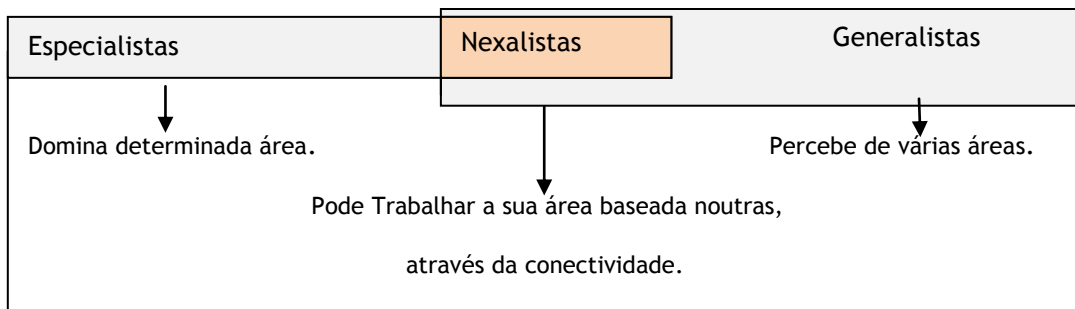 Especialistas
Nexalistas
Generalistas
Domina determinada área.
Percebe de várias áreas.
Pode Trabalhar a sua área baseada noutras,
através da conectividade.